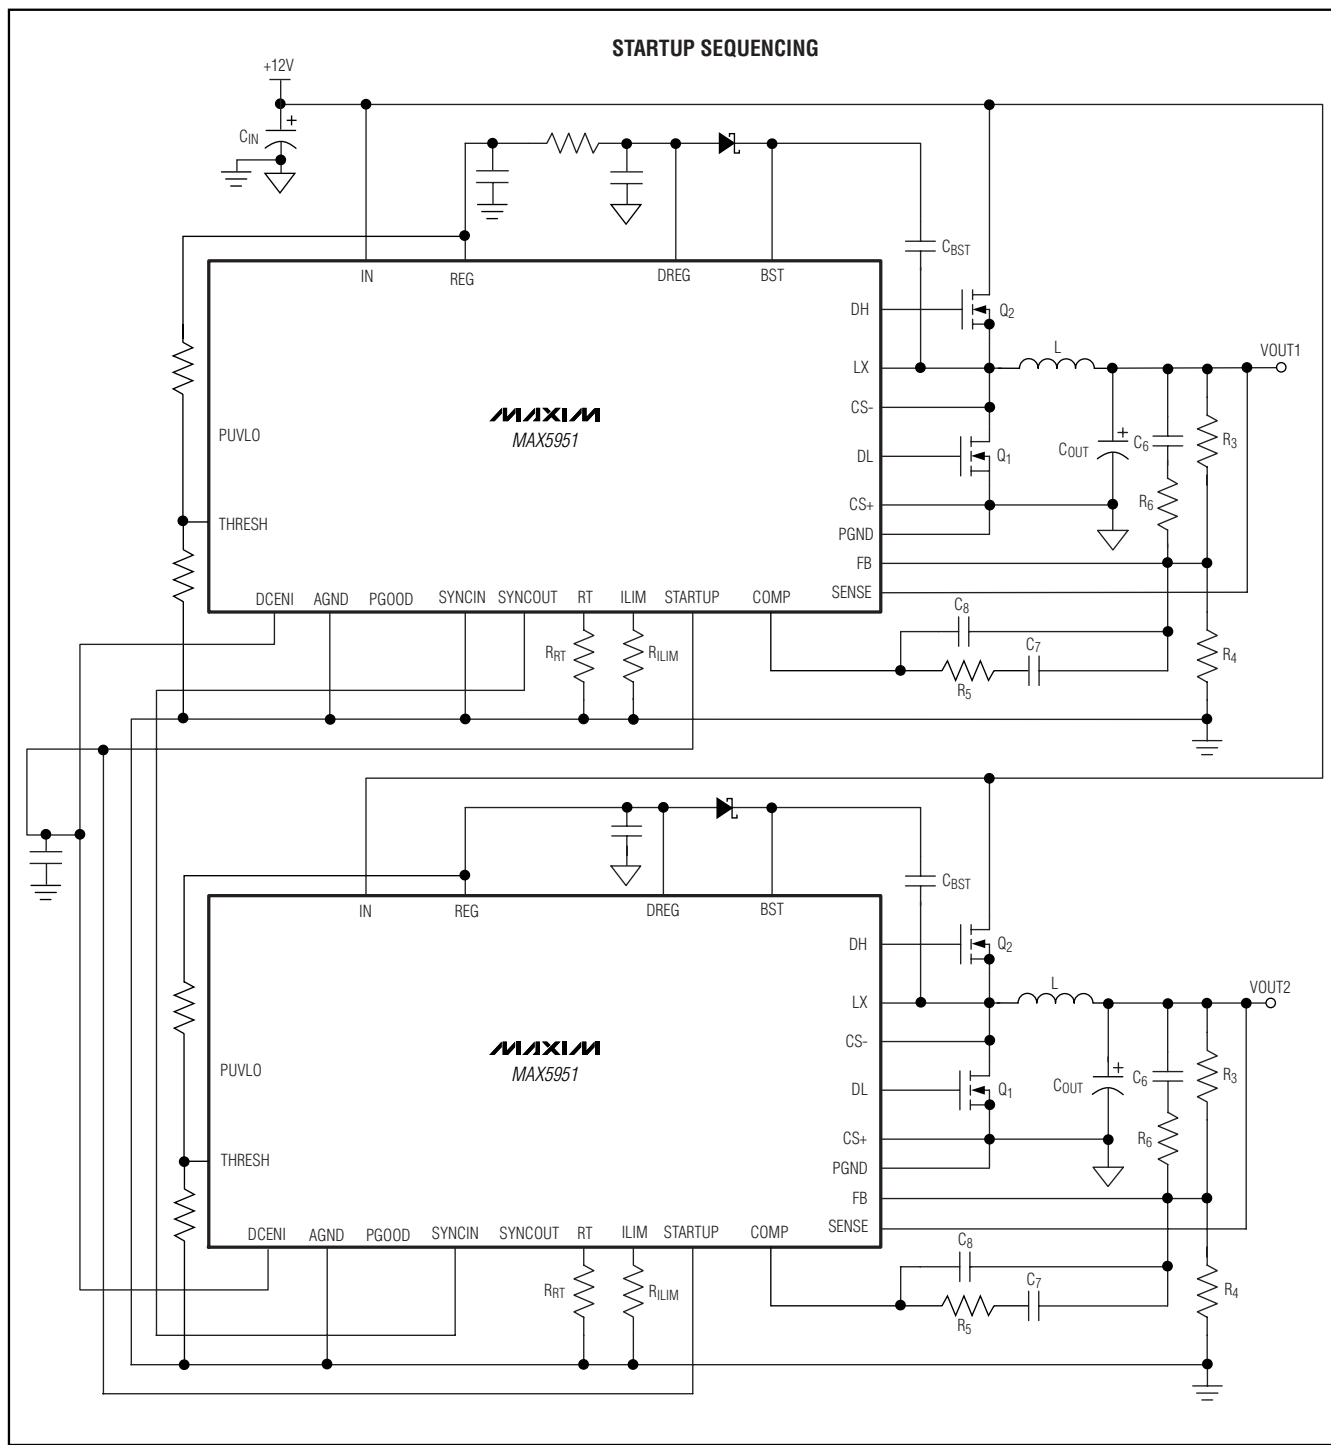 STARTUP SEQUENCING
+12V
+
CIN
IN
REG
DREG
BST
CBST
DH
Q2
LX
L
VOUT1
CS-
MAXIM
MAX5951
PUVLO
DL
Q1
+
COUT
C6
R3
CS+
R6
THRESH
PGND
FB
SENSE
DCENI
AGND
PGOOD
SYNCIN
SYNCOUT
RT
ILIM
STARTUP
COMP
C8
RRT
RILIM
C7
R5
R4
IN
REG
DREG
BST
CBST
DH
Q2
LX
L
VOUT2
CS-
MAXIM
MAX5951
PUVLO
DL
Q1
+
COUT
C6
R3
CS+
R6
THRESH
PGND
FB
SENSE
DCENI
AGND
PGOOD
SYNCIN
SYNCOUT
RT
ILIM
STARTUP
COMP
C8
RRT
RILIM
C7
R5
R4